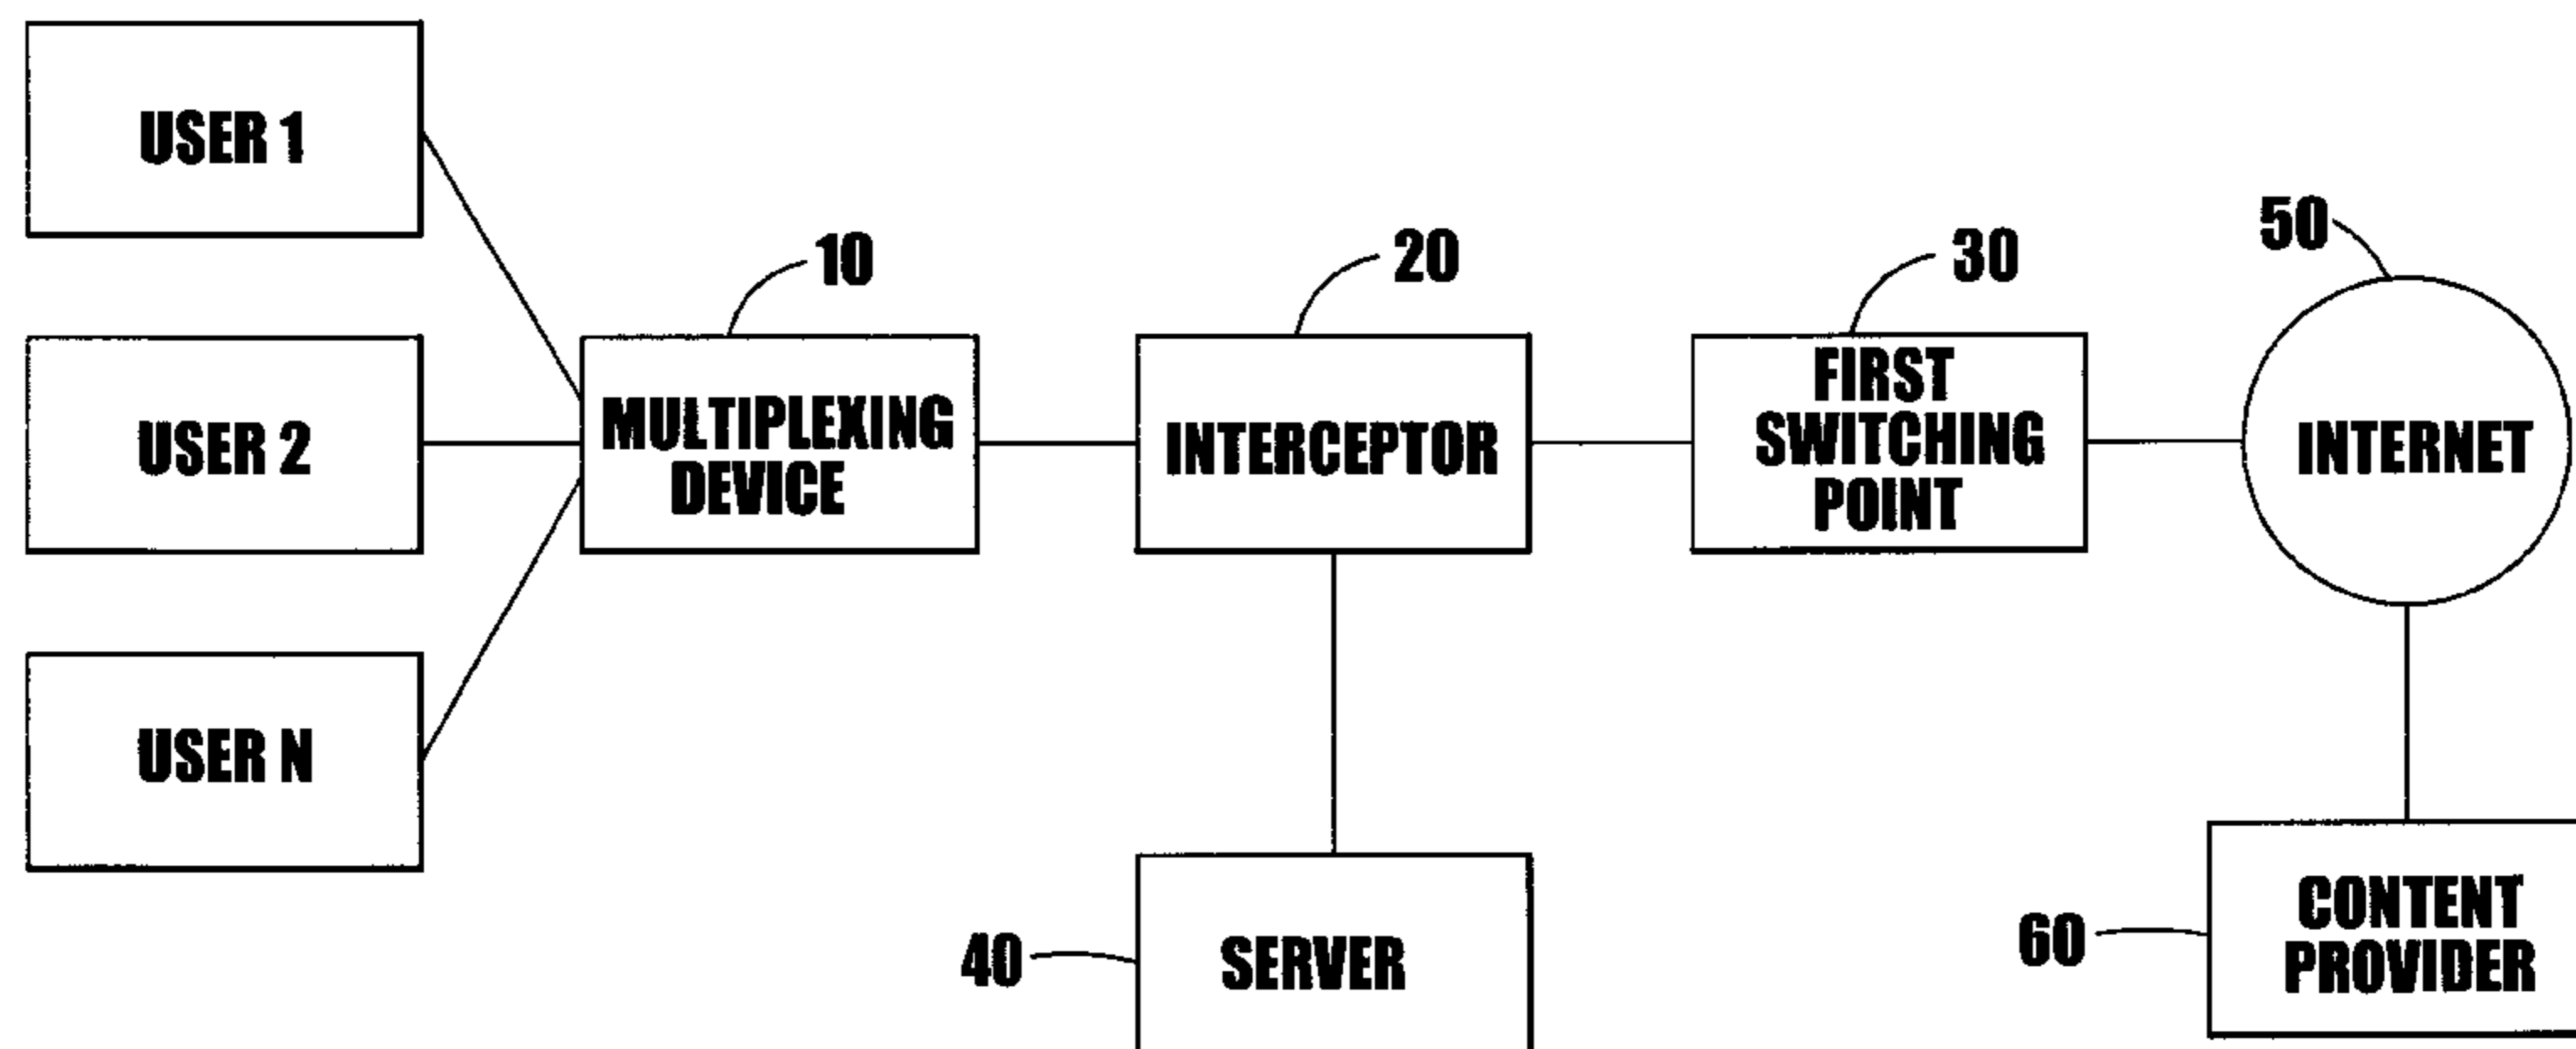 USER 1
50
10
20
30
USER 2
MULTIPLEXING
DEVICE
INTERCEPTOR
FIRST
SWITCHING
POINT
INTERNET
USER N
40
SERVER
60
CONTENT
PROVIDER